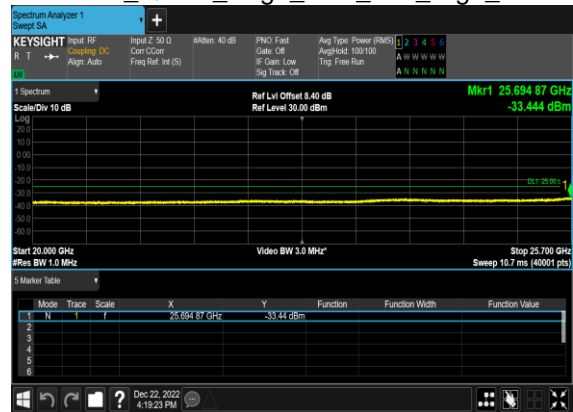 Spectrum Analyzer 1
Swept SA
+
KEYSIGHT
R T
LXI
Input: RF
Coupling: DC
Align: Auto
Input Z: 50 Ω
Corr CCorr
Freq Ref: Int (S)
#Atten: 40 dB
PNO: Fast
Gate: Off
IF Gain: Low
Sig Track: Off
Avg Type: Power (RMS)
Avg|Hold: 100/100
Trig: Free Run
1 2 3 4 5 6
A W W W W W
A N N N N N
1 Spectrum
Scale/Div 10 dB
Ref Lvl Offset 8.40 dB
Ref Level 30.00 dBm
Mkr1 25.694 87 GHz
-33.444 dBm
Log
20.0
10.0
0.00
-10.0
-20.0
-30.0
-40.0
-50.0
-60.0
1
Start 20.000 GHz
#Res BW 1.0 MHz
Video BW 3.0 MHz*
Stop 25.700 GHz
Sweep 10.7 ms (40001 pts)
5 Marker Table
Mode Trace Scale X Y Function Function Width Function Value
1 N 1 f 25.694 87 GHz -33.44 dBm
2
3
4
5
6
?
Dec 22, 2022
4:19:23 PM